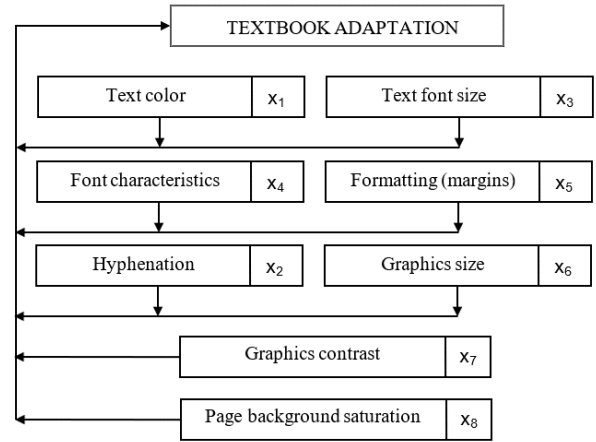 TEXTBOOK ADAPTATION
Text color x₁ Text font size x₃
Font characteristics x₄ Formatting (margins) x₅
Hyphenation x₂ Graphics size x₆
Graphics contrast x₇
Page background saturation x₈